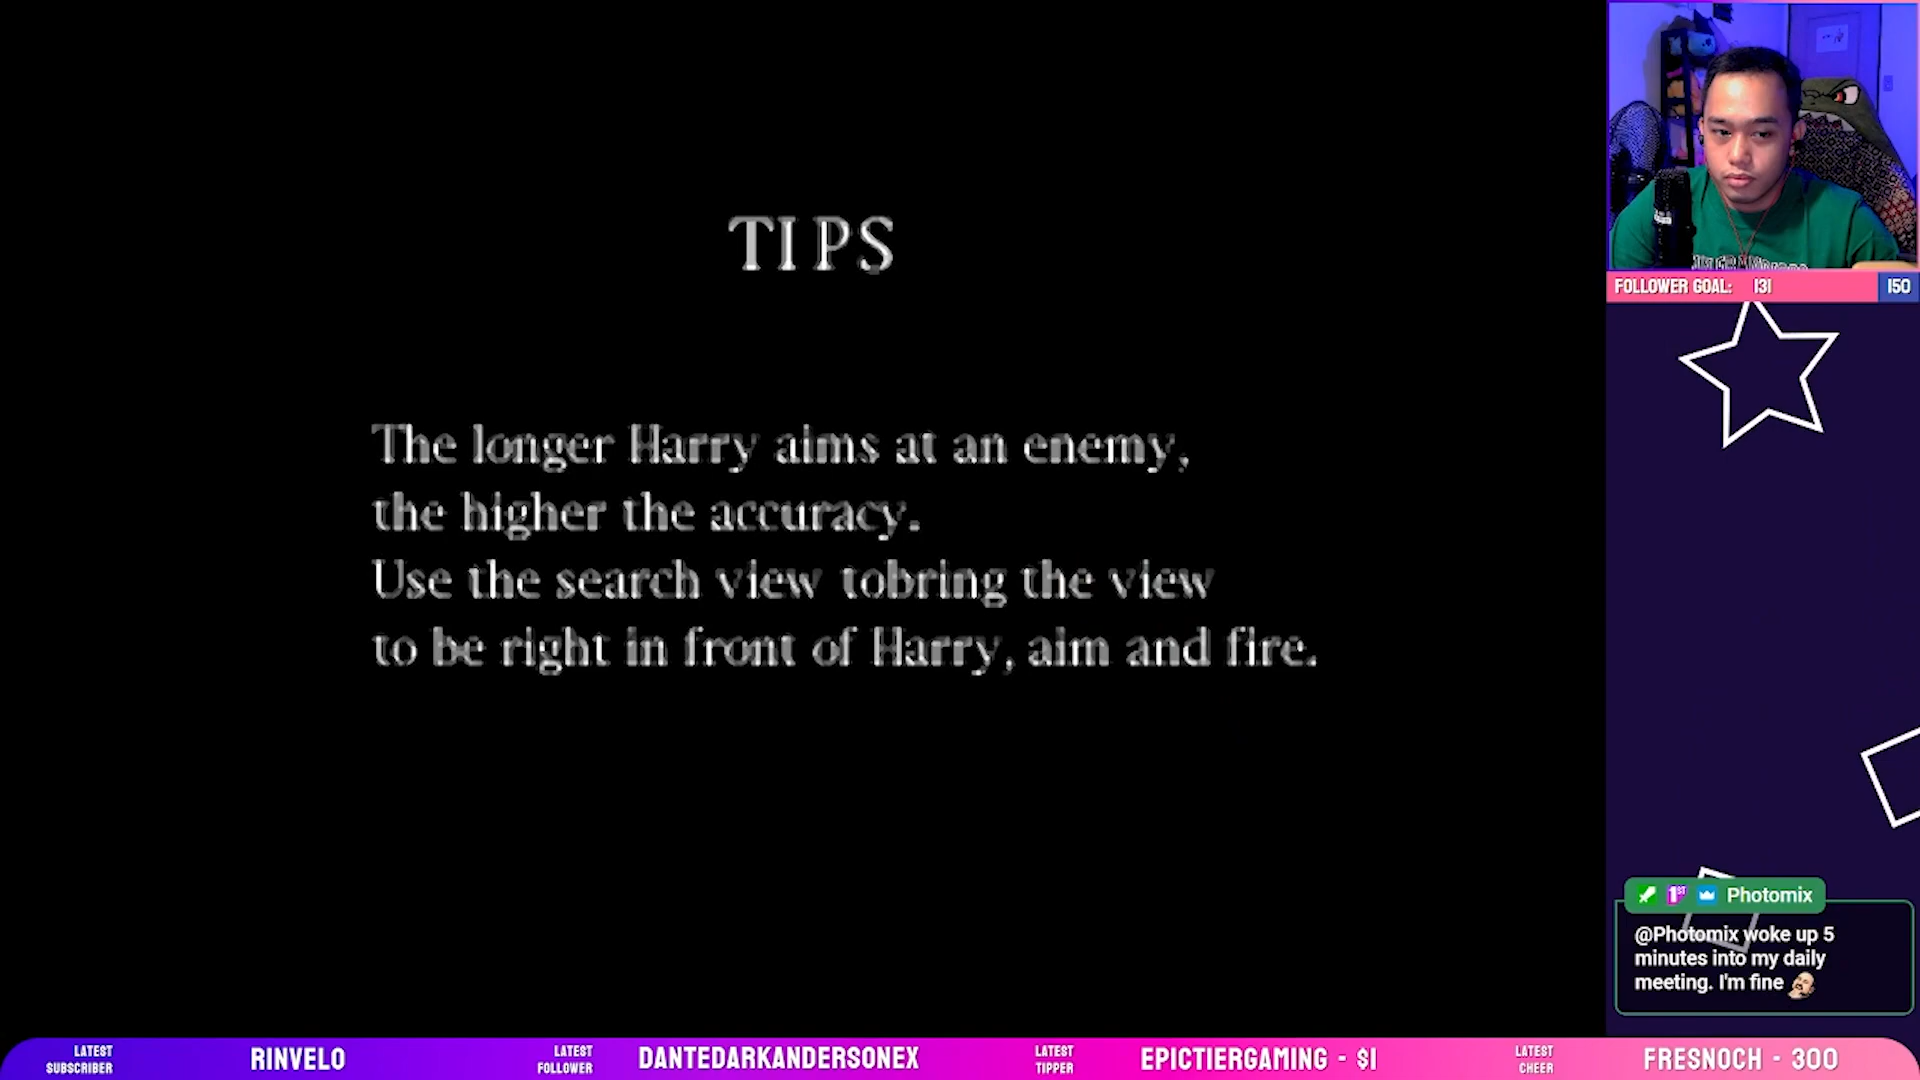 TIPS
The longer Harry aims at an enemy,
the higher the accuracy.
Use the search view tobring the view
to be right in front of Harry, aim and fire.
FOLLOWER GOAL: 131 150
1ST Photomix
@Photomix woke up 5
minutes into my daily
meeting. I'm fine
LATEST SUBSCRIBER RINVELO
LATEST FOLLOWER DANTEDARKANDERSONEX
LATEST TIPPER EPICTIERGAMING - $1
LATEST CHEER FRESNOCH - 300